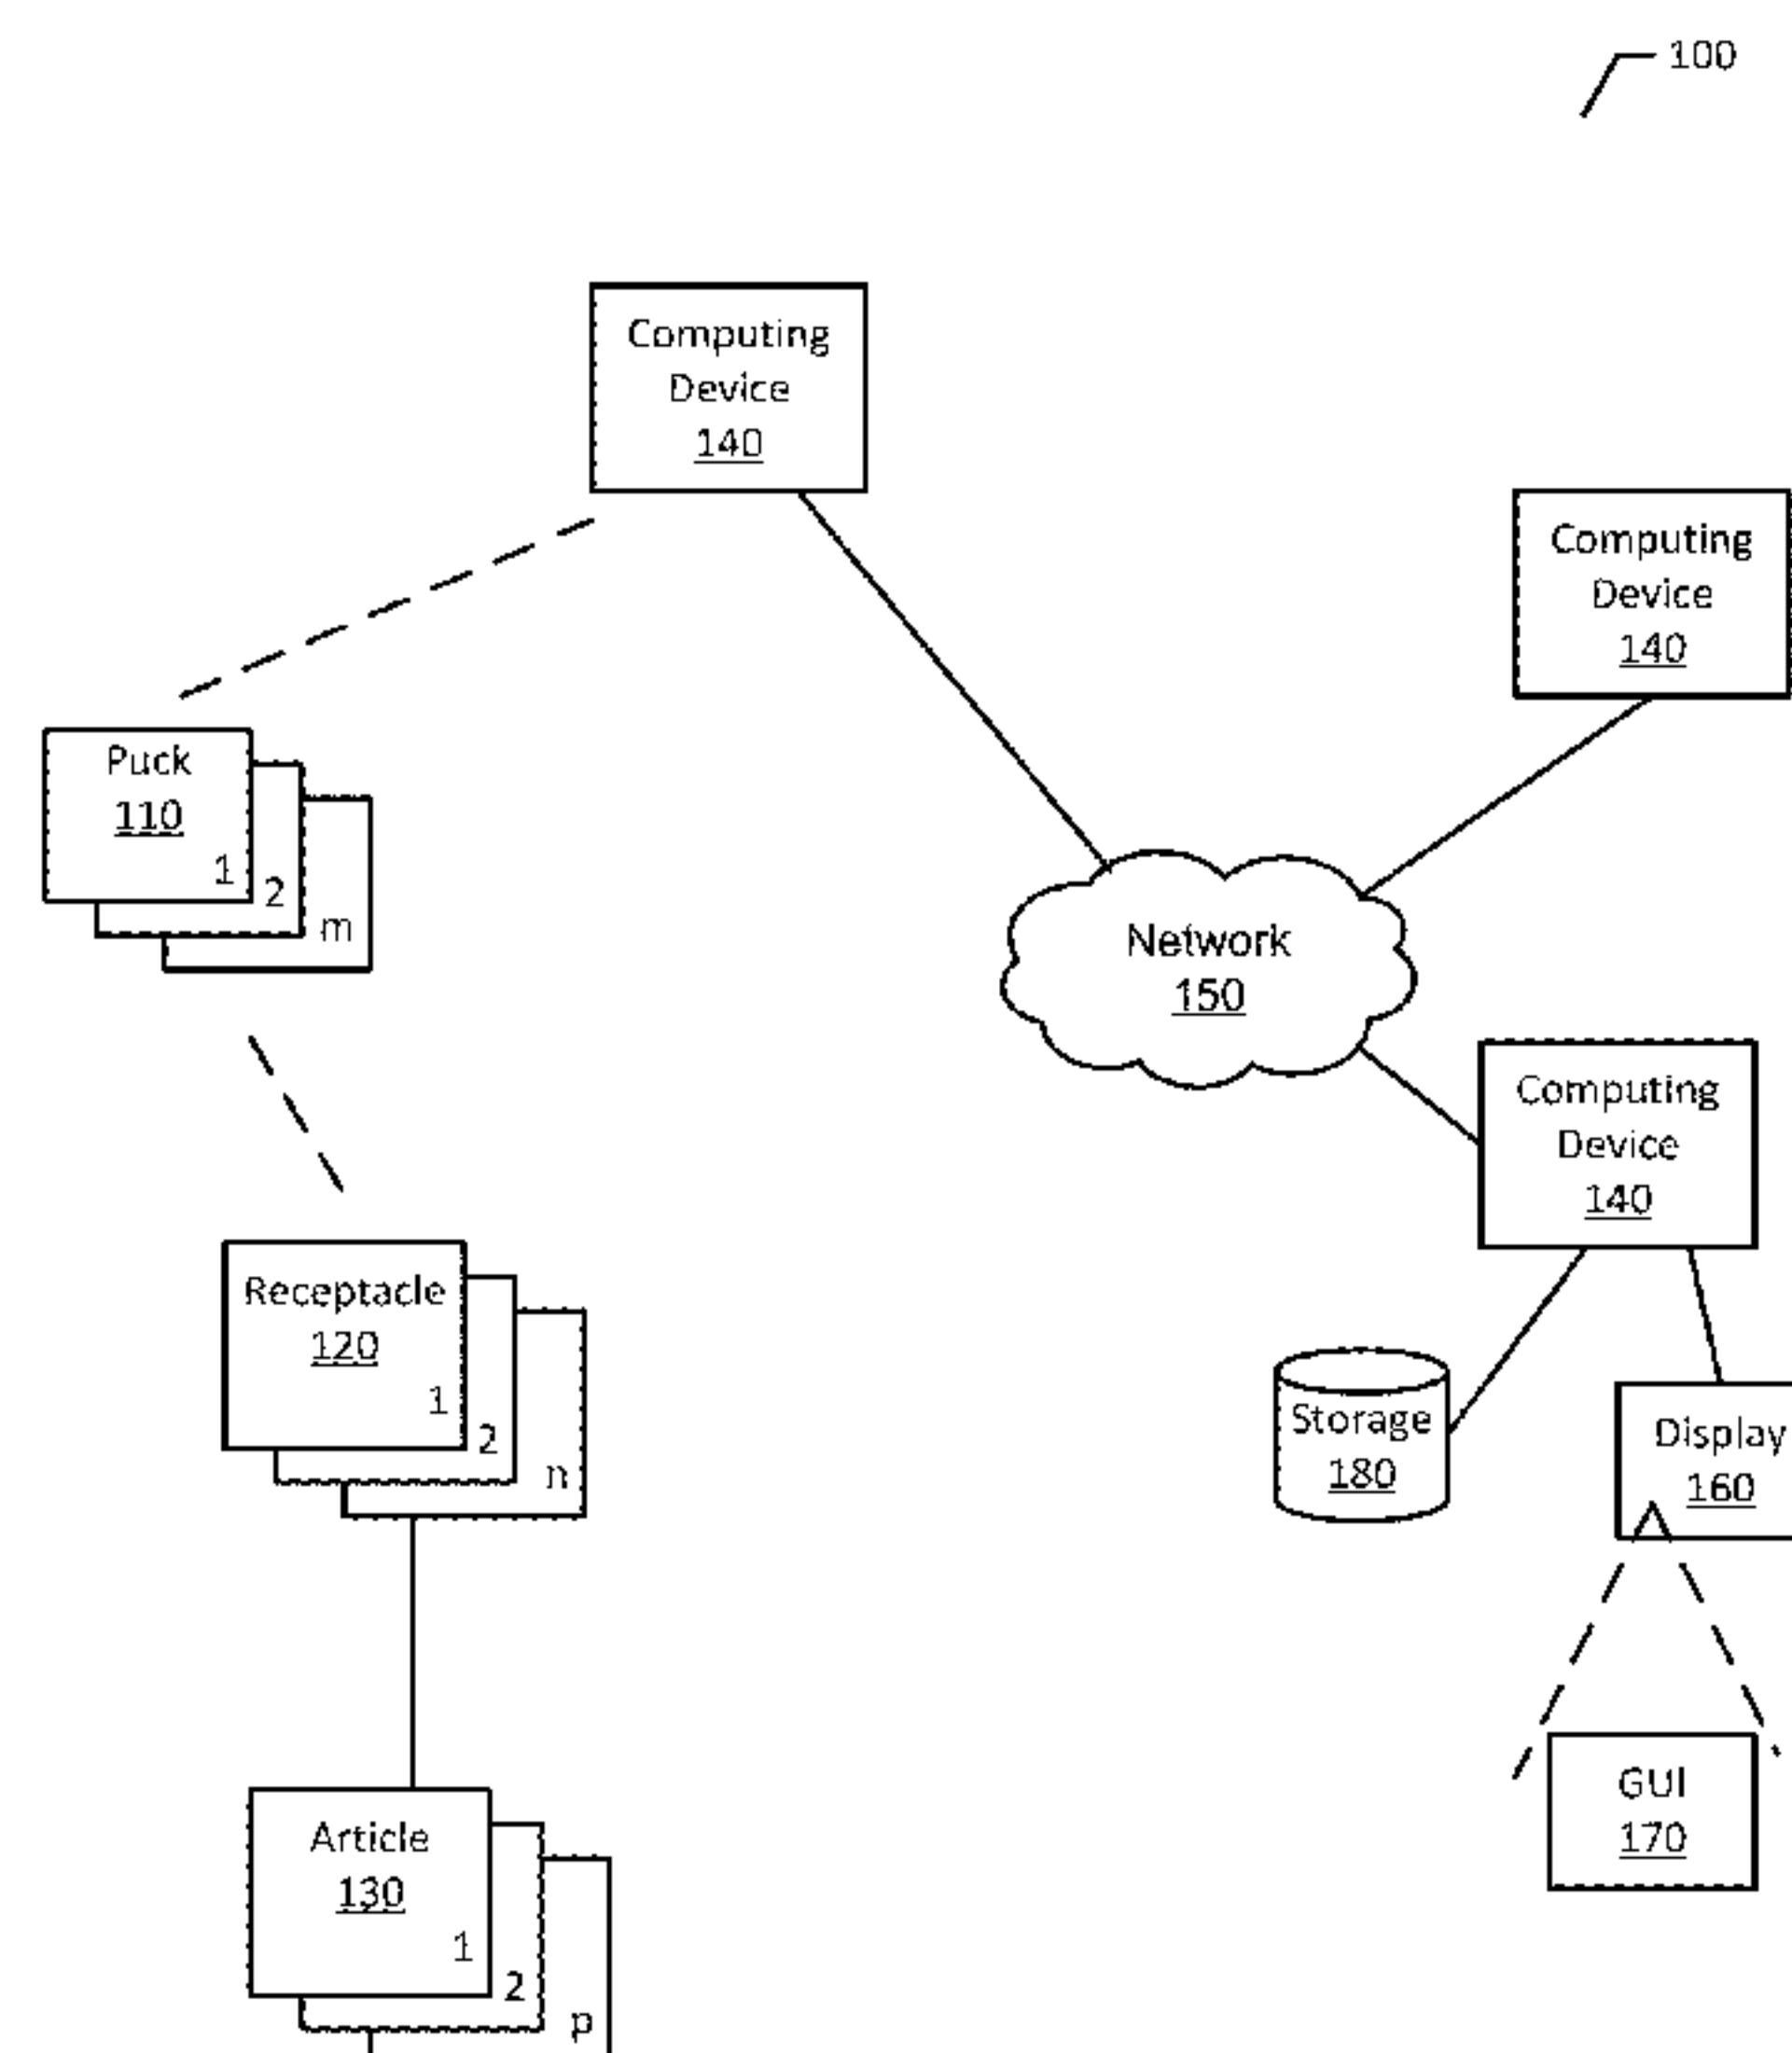 100
Computing
Device
140
Computing
Device
140
Puck
110
1
2
m
Network
150
Computing
Device
140
Receptacle
120
1
2
n
Storage
180
Display
160
Article
130
1
2
p
GUI
170